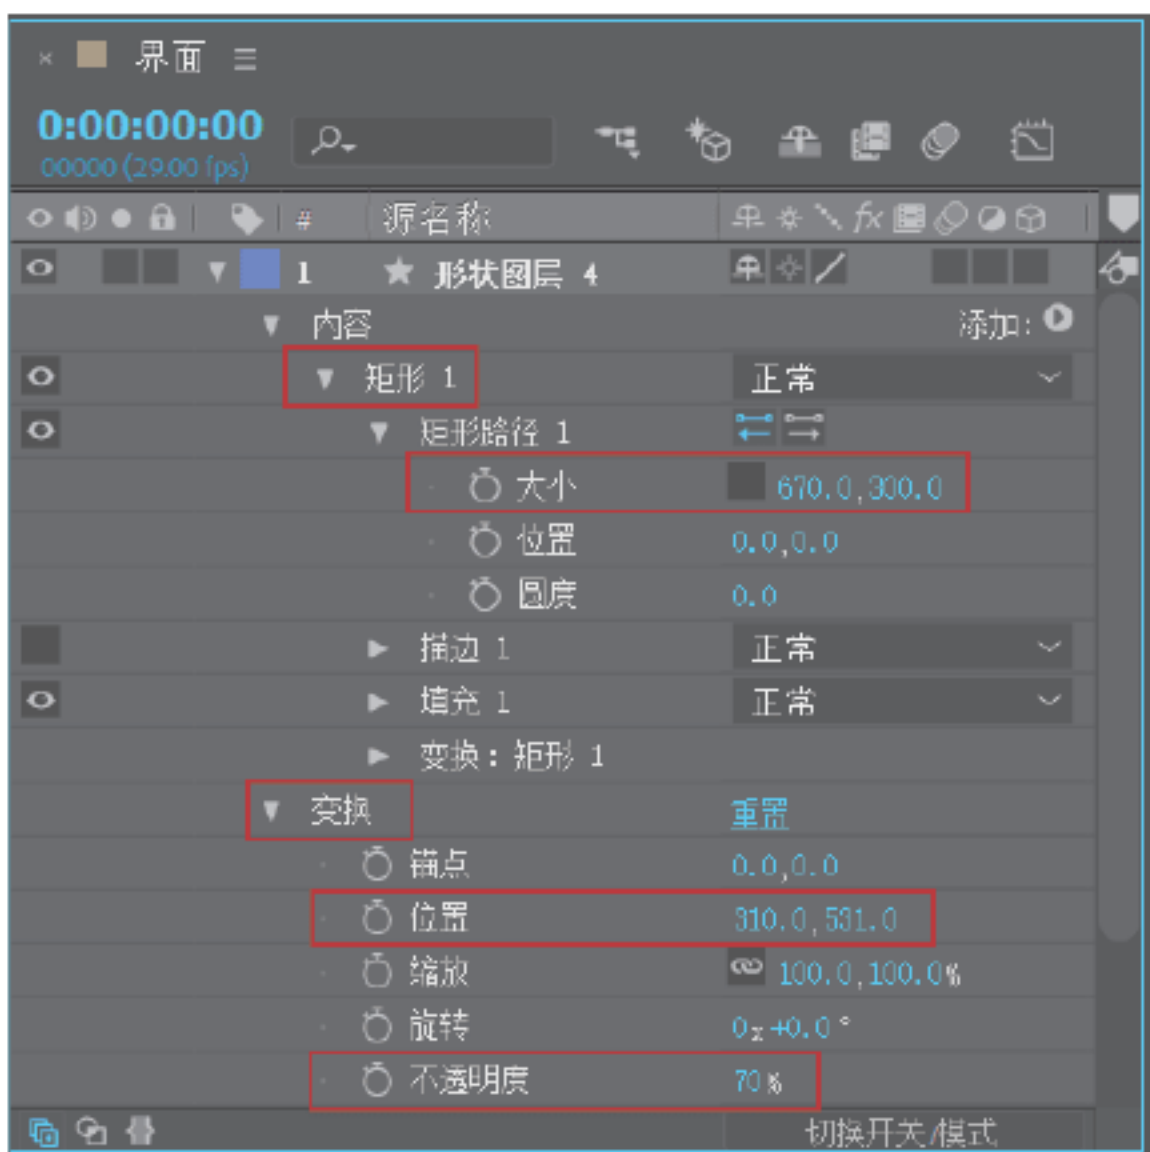 界面
0:00:00:00
00000 (29.00 fps)
# 源名称 fx
1 形状图层 4
内容 添加:
矩形 1 正常
矩形路径 1
大小 670.0,300.0
位置 0.0,0.0
圆度 0.0
描边 1 正常
填充 1 正常
变换：矩形 1
变换 重置
锚点 0.0,0.0
位置 310.0,531.0
缩放 100.0,100.0%
旋转 0x+0.0°
不透明度 70%
切换开关/模式